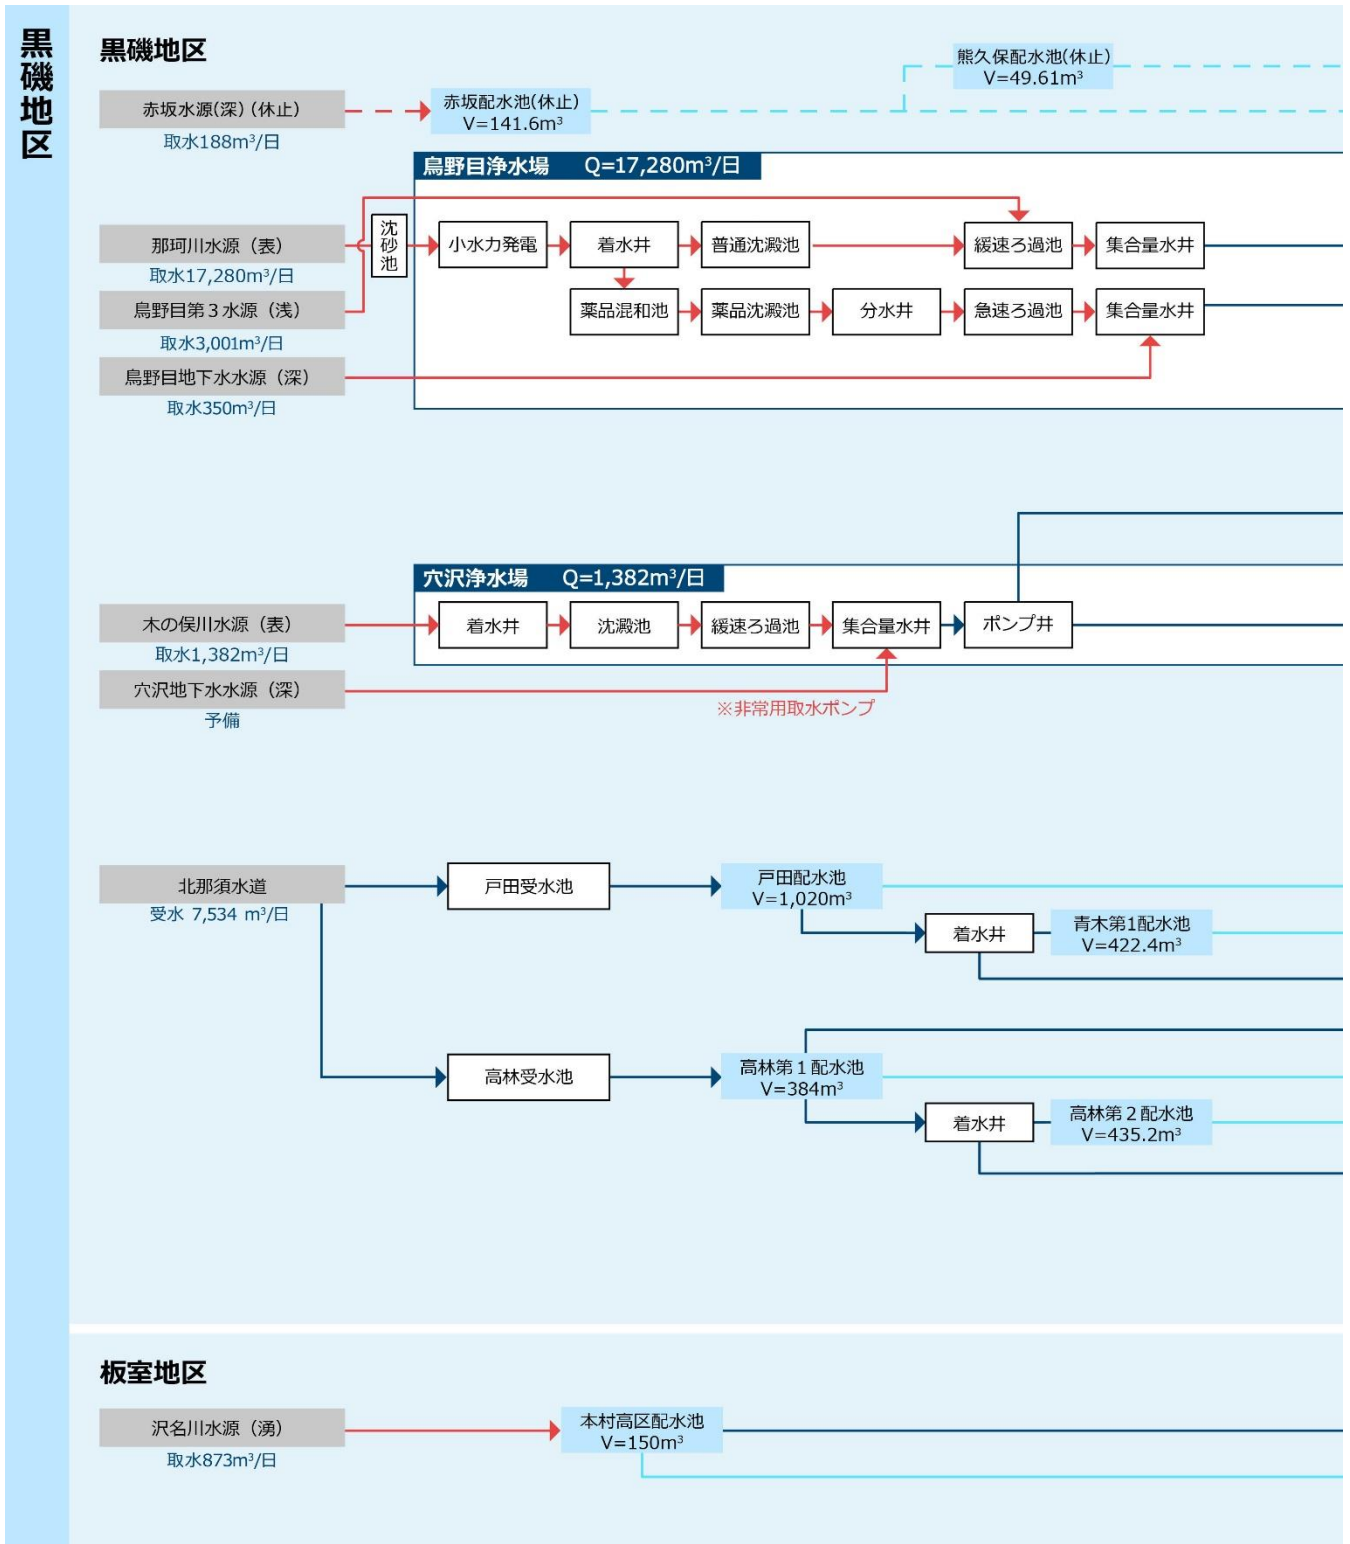 黒磯地区
黒磯地区
熊久保配水池(休止)
V=49.61m³
赤坂水源(深)(休止)
取水188m³/日
赤坂配水池(休止)
V=141.6m³
鳥野目浄水場 Q=17,280m³/日
那珂川水源（表）
取水17,280m³/日
沈砂池
小水力発電
着水井
普通沈澱池
緩速ろ過池
集合量水井
鳥野目第３水源（浅）
取水3,001m³/日
薬品混和池
薬品沈澱池
分水井
急速ろ過池
集合量水井
鳥野目地下水水源（深）
取水350m³/日
穴沢浄水場 Q=1,382m³/日
木の俣川水源（表）
取水1,382m³/日
着水井
沈澱池
緩速ろ過池
集合量水井
ポンプ井
穴沢地下水水源（深）
予備
※非常用取水ポンプ
北那須水道
受水 7,534 m³/日
戸田受水池
戸田配水池
V=1,020m³
着水井
青木第1配水池
V=422.4m³
高林受水池
高林第１配水池
V=384m³
着水井
高林第２配水池
V=435.2m³
板室地区
沢名川水源（湧）
取水873m³/日
本村高区配水池
V=150m³